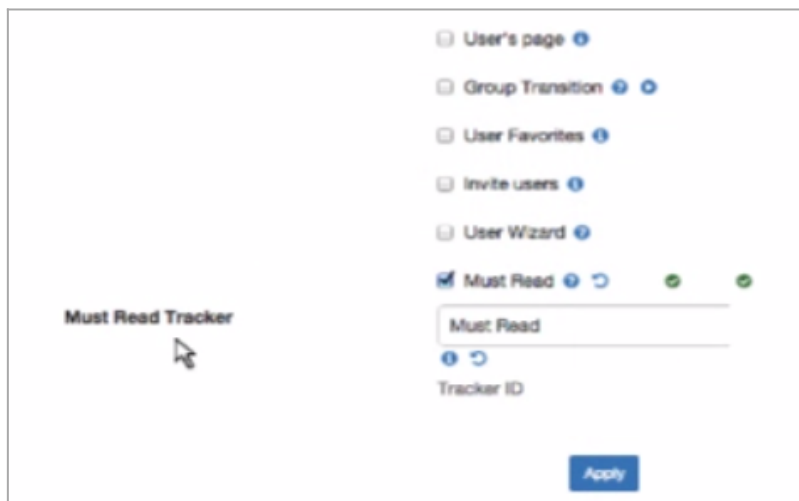 User's page
Group Transition
User Favorites
Invite users
User Wizard
Must Read
Must Read Tracker
Must Read
Tracker ID
Apply